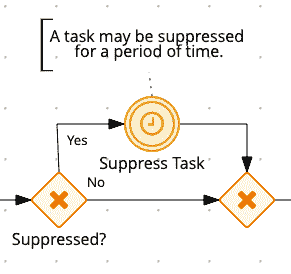 A task may be suppressed
for a period of time.
Yes
Suppress Task
No
Suppressed?